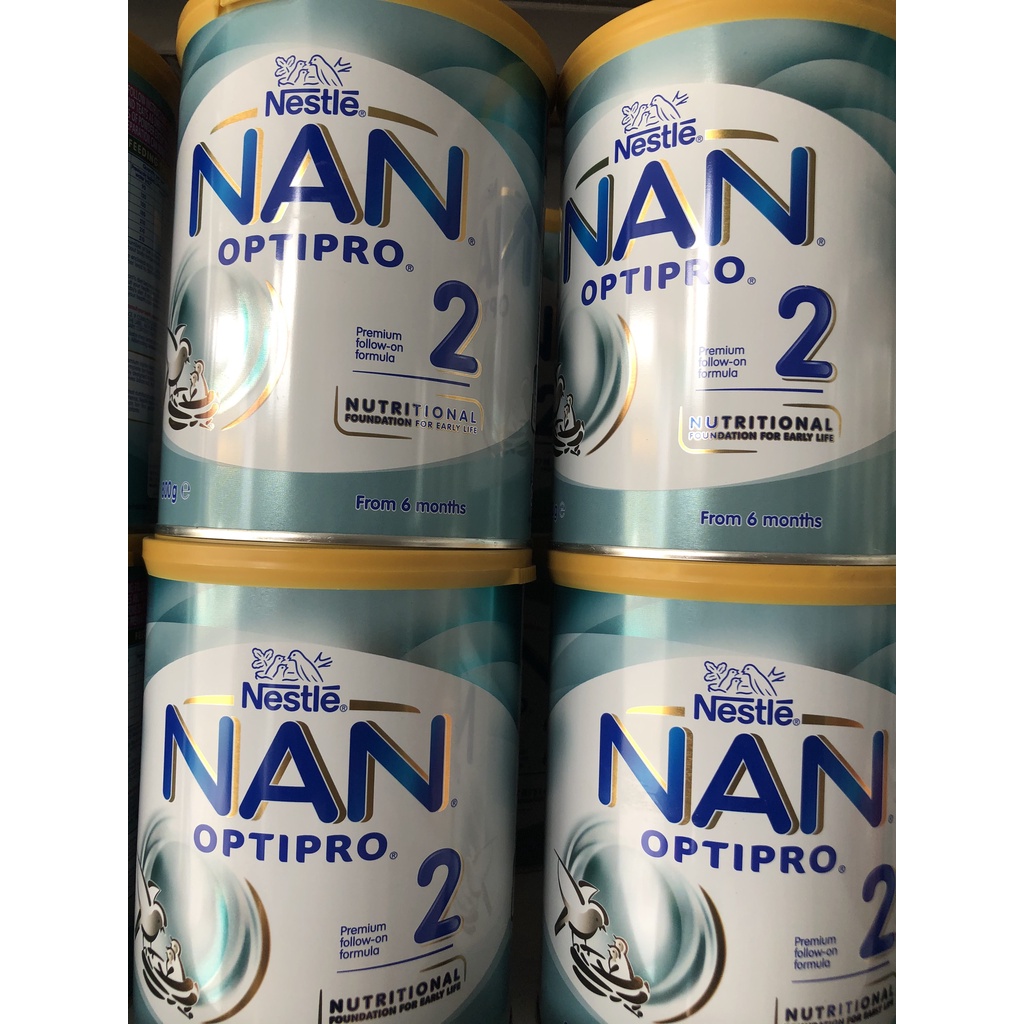 FEEDING
Nestlé®
NAN®
OPTIPRO®
2
Premium
follow-on
formula
NUTRITIONAL
FOUNDATION FOR EARLY LIFE
From 6 months
Nestlé®
NAN®
OPTIPRO®
2
Premium
follow-on
formula
NUTRITIONAL
FOUNDATION FOR EARLY LIFE
From 6 months
Nestlé®
NAN®
OPTIPRO®
2
Premium
follow-on
formula
NUTRITIONAL
FOUNDATION FOR EARLY LIFE
Nestlé®
NAN
OPTIPRO®
2
Premium
follow-on
formula
NUTRITIONAL